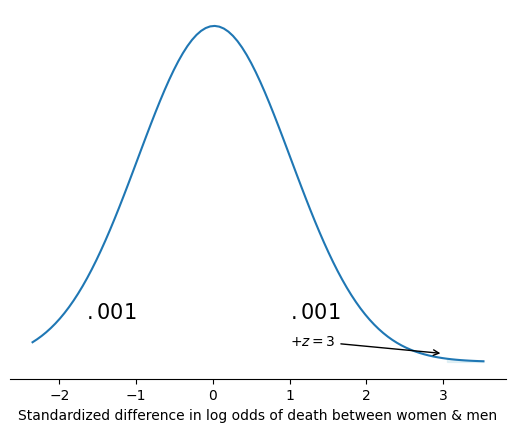 .001 .001
+z = 3
−2 −1 0 1 2 3
Standardized difference in log odds of death between women & men